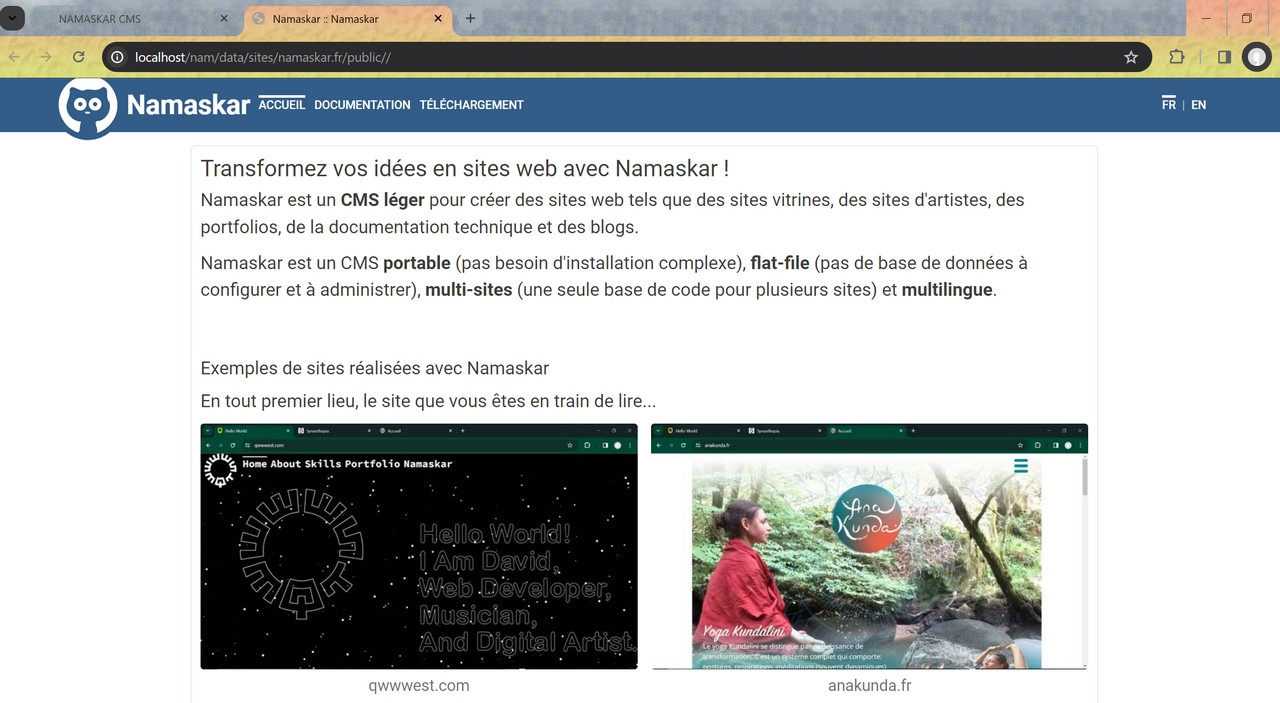 NAMASKAR CMS
Namaskar :: Namaskar
localhost/nam/data/sites/namaskar.fr/public//
Namaskar ACCUEIL DOCUMENTATION TÉLÉCHARGEMENT FR | EN
Transformez vos idées en sites web avec Namaskar !
Namaskar est un CMS léger pour créer des sites web tels que des sites vitrines, des sites d'artistes, des
portfolios, de la documentation technique et des blogs.
Namaskar est un CMS portable (pas besoin d'installation complexe), flat-file (pas de base de données à
configurer et à administrer), multi-sites (une seule base de code pour plusieurs sites) et multilingue.
Exemples de sites réalisées avec Namaskar
En tout premier lieu, le site que vous êtes en train de lire...
Hello World Synanthopia Accueil
qwwwest.com
Home About Skills Portfolio Namaskar
Hello World!
I Am David,
Web Developer,
Musician,
And Digital Artist.
qwwwest.com
Hello World Synanthopia Accueil
anakunda.fr
Ana
Kunda
Yoga Kundalini
Le yoga Kundalini se distingue par sa puissance de
transformation. C'est un système complet qui comporte:
postures, respirations, méditations (souvent dynamiques)
anakunda.fr